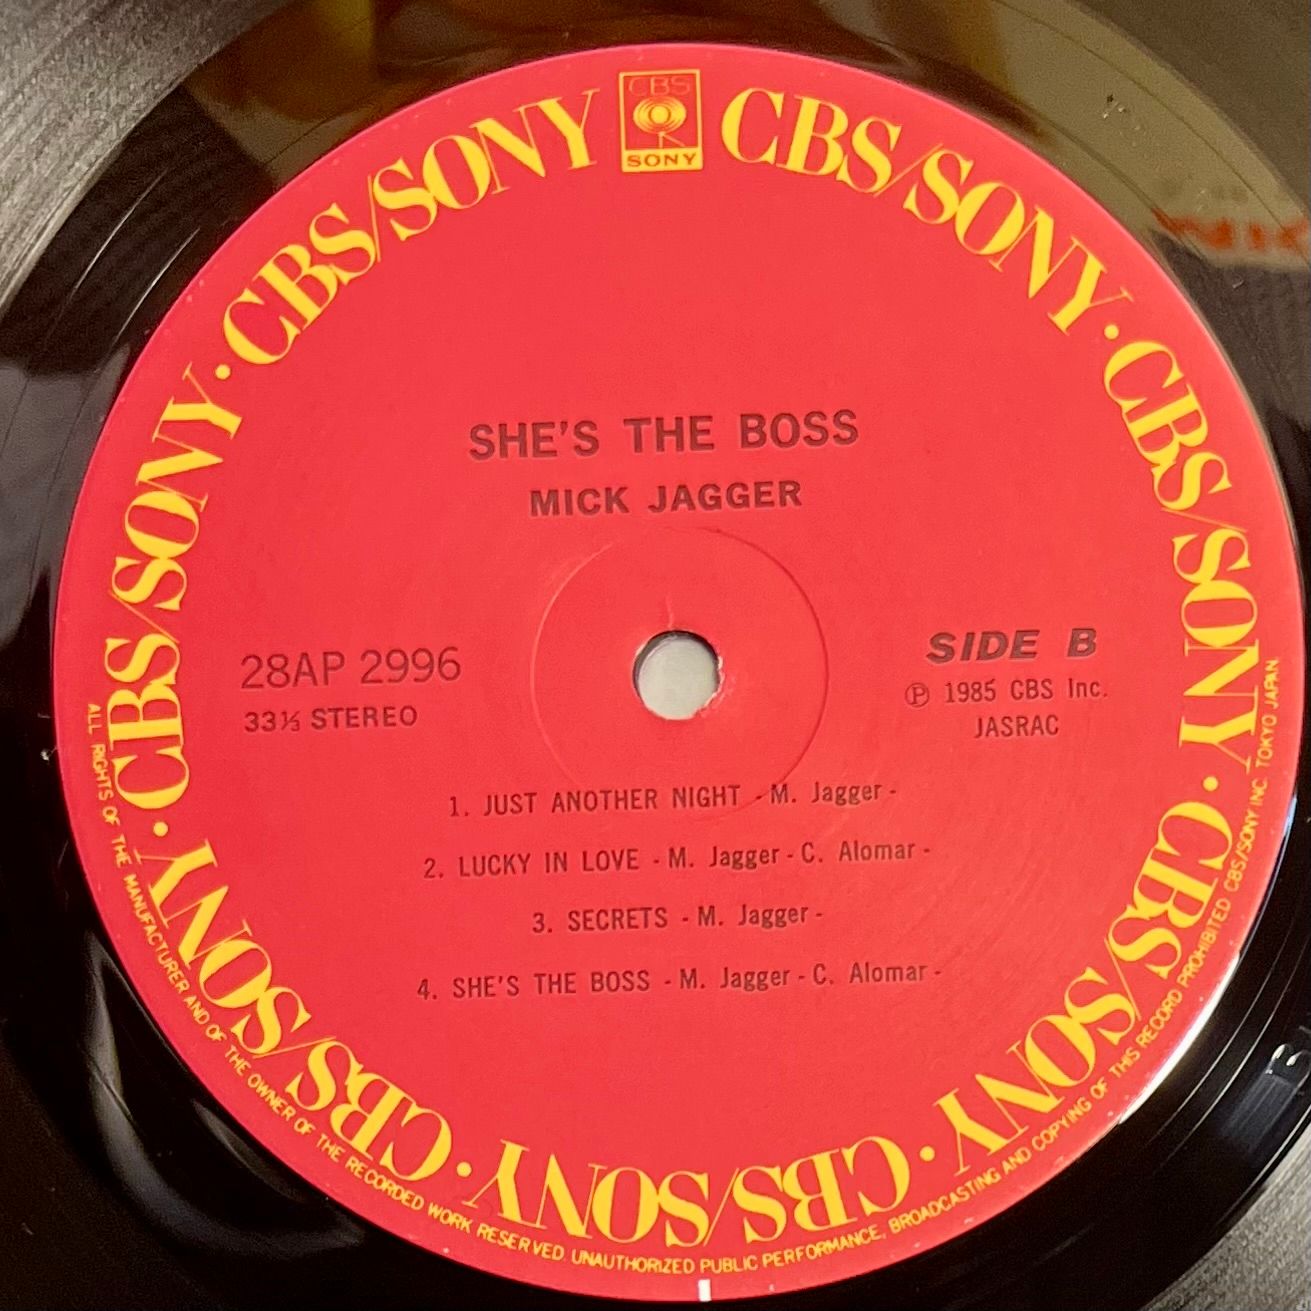 CBS
SONY
CBS/SONY · CBS/SONY · CBS/SONY · CBS/SONY · CBS/SONY · CBS/SONY · CBS/SONY
SHE'S THE BOSS
MICK JAGGER
28AP 2996
33⅓ STEREO
SIDE B
℗ 1985 CBS Inc.
JASRAC
1. JUST ANOTHER NIGHT - M. Jagger -
2. LUCKY IN LOVE - M. Jagger - C. Alomar -
3. SECRETS - M. Jagger -
4. SHE'S THE BOSS - M. Jagger - C. Alomar -
ALL RIGHTS OF THE MANUFACTURER AND OF THE OWNER OF THE RECORDED WORK RESERVED. UNAUTHORIZED PUBLIC PERFORMANCE, BROADCASTING AND COPYING OF THIS RECORD PROHIBITED CBS/SONY INC. TOKYO JAPAN